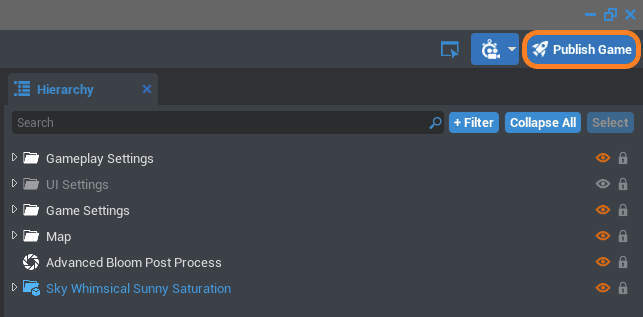 Publish Game
Hierarchy
Search
+ Filter
Collapse All
Select
Gameplay Settings
UI Settings
Game Settings
Map
Advanced Bloom Post Process
Sky Whimsical Sunny Saturation